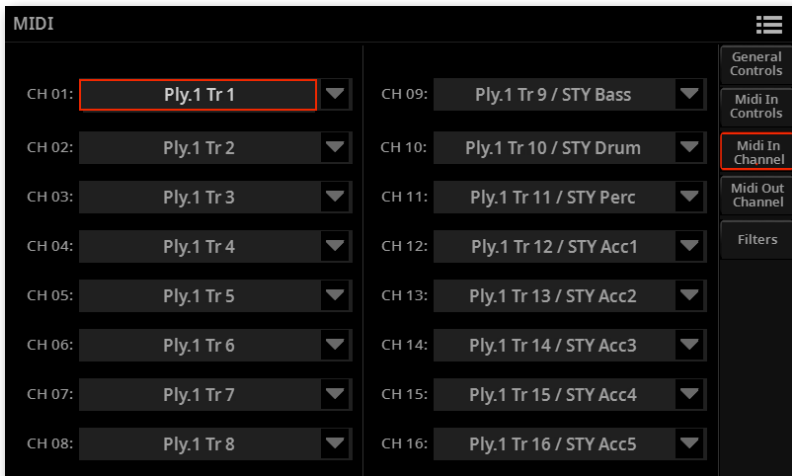 MIDI
CH 01: Ply.1 Tr 1
CH 02: Ply.1 Tr 2
CH 03: Ply.1 Tr 3
CH 04: Ply.1 Tr 4
CH 05: Ply.1 Tr 5
CH 06: Ply.1 Tr 6
CH 07: Ply.1 Tr 7
CH 08: Ply.1 Tr 8
CH 09: Ply.1 Tr 9 / STY Bass
CH 10: Ply.1 Tr 10 / STY Drum
CH 11: Ply.1 Tr 11 / STY Perc
CH 12: Ply.1 Tr 12 / STY Acc1
CH 13: Ply.1 Tr 13 / STY Acc2
CH 14: Ply.1 Tr 14 / STY Acc3
CH 15: Ply.1 Tr 15 / STY Acc4
CH 16: Ply.1 Tr 16 / STY Acc5
General
Controls
Midi In
Controls
Midi In
Channel
Midi Out
Channel
Filters